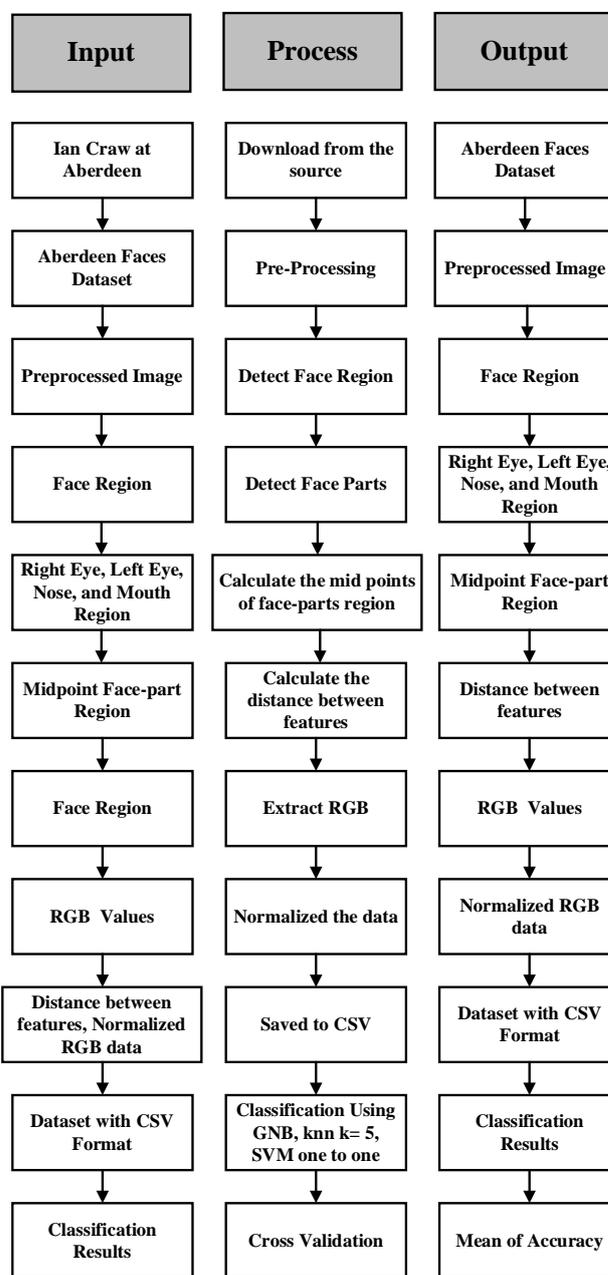 Input
Process
Output
Ian Craw at
Aberdeen
Download from the
source
Aberdeen Faces
Dataset
Aberdeen Faces
Dataset
Pre-Processing
Preprocessed Image
Preprocessed Image
Detect Face Region
Face Region
Face Region
Detect Face Parts
Right Eye, Left Eye,
Nose, and Mouth
Region
Right Eye, Left Eye,
Nose, and Mouth
Region
Calculate the mid points
of face-parts region
Midpoint Face-part
Region
Midpoint Face-part
Region
Calculate the
distance between
features
Distance between
features
Face Region
Extract RGB
RGB Values
RGB Values
Normalized the data
Normalized RGB
data
Distance between
features, Normalized
RGB data
Saved to CSV
Dataset with CSV
Format
Dataset with CSV
Format
Classification Using
GNB, knn k= 5,
SVM one to one
Classification
Results
Classification
Results
Cross Validation
Mean of Accuracy